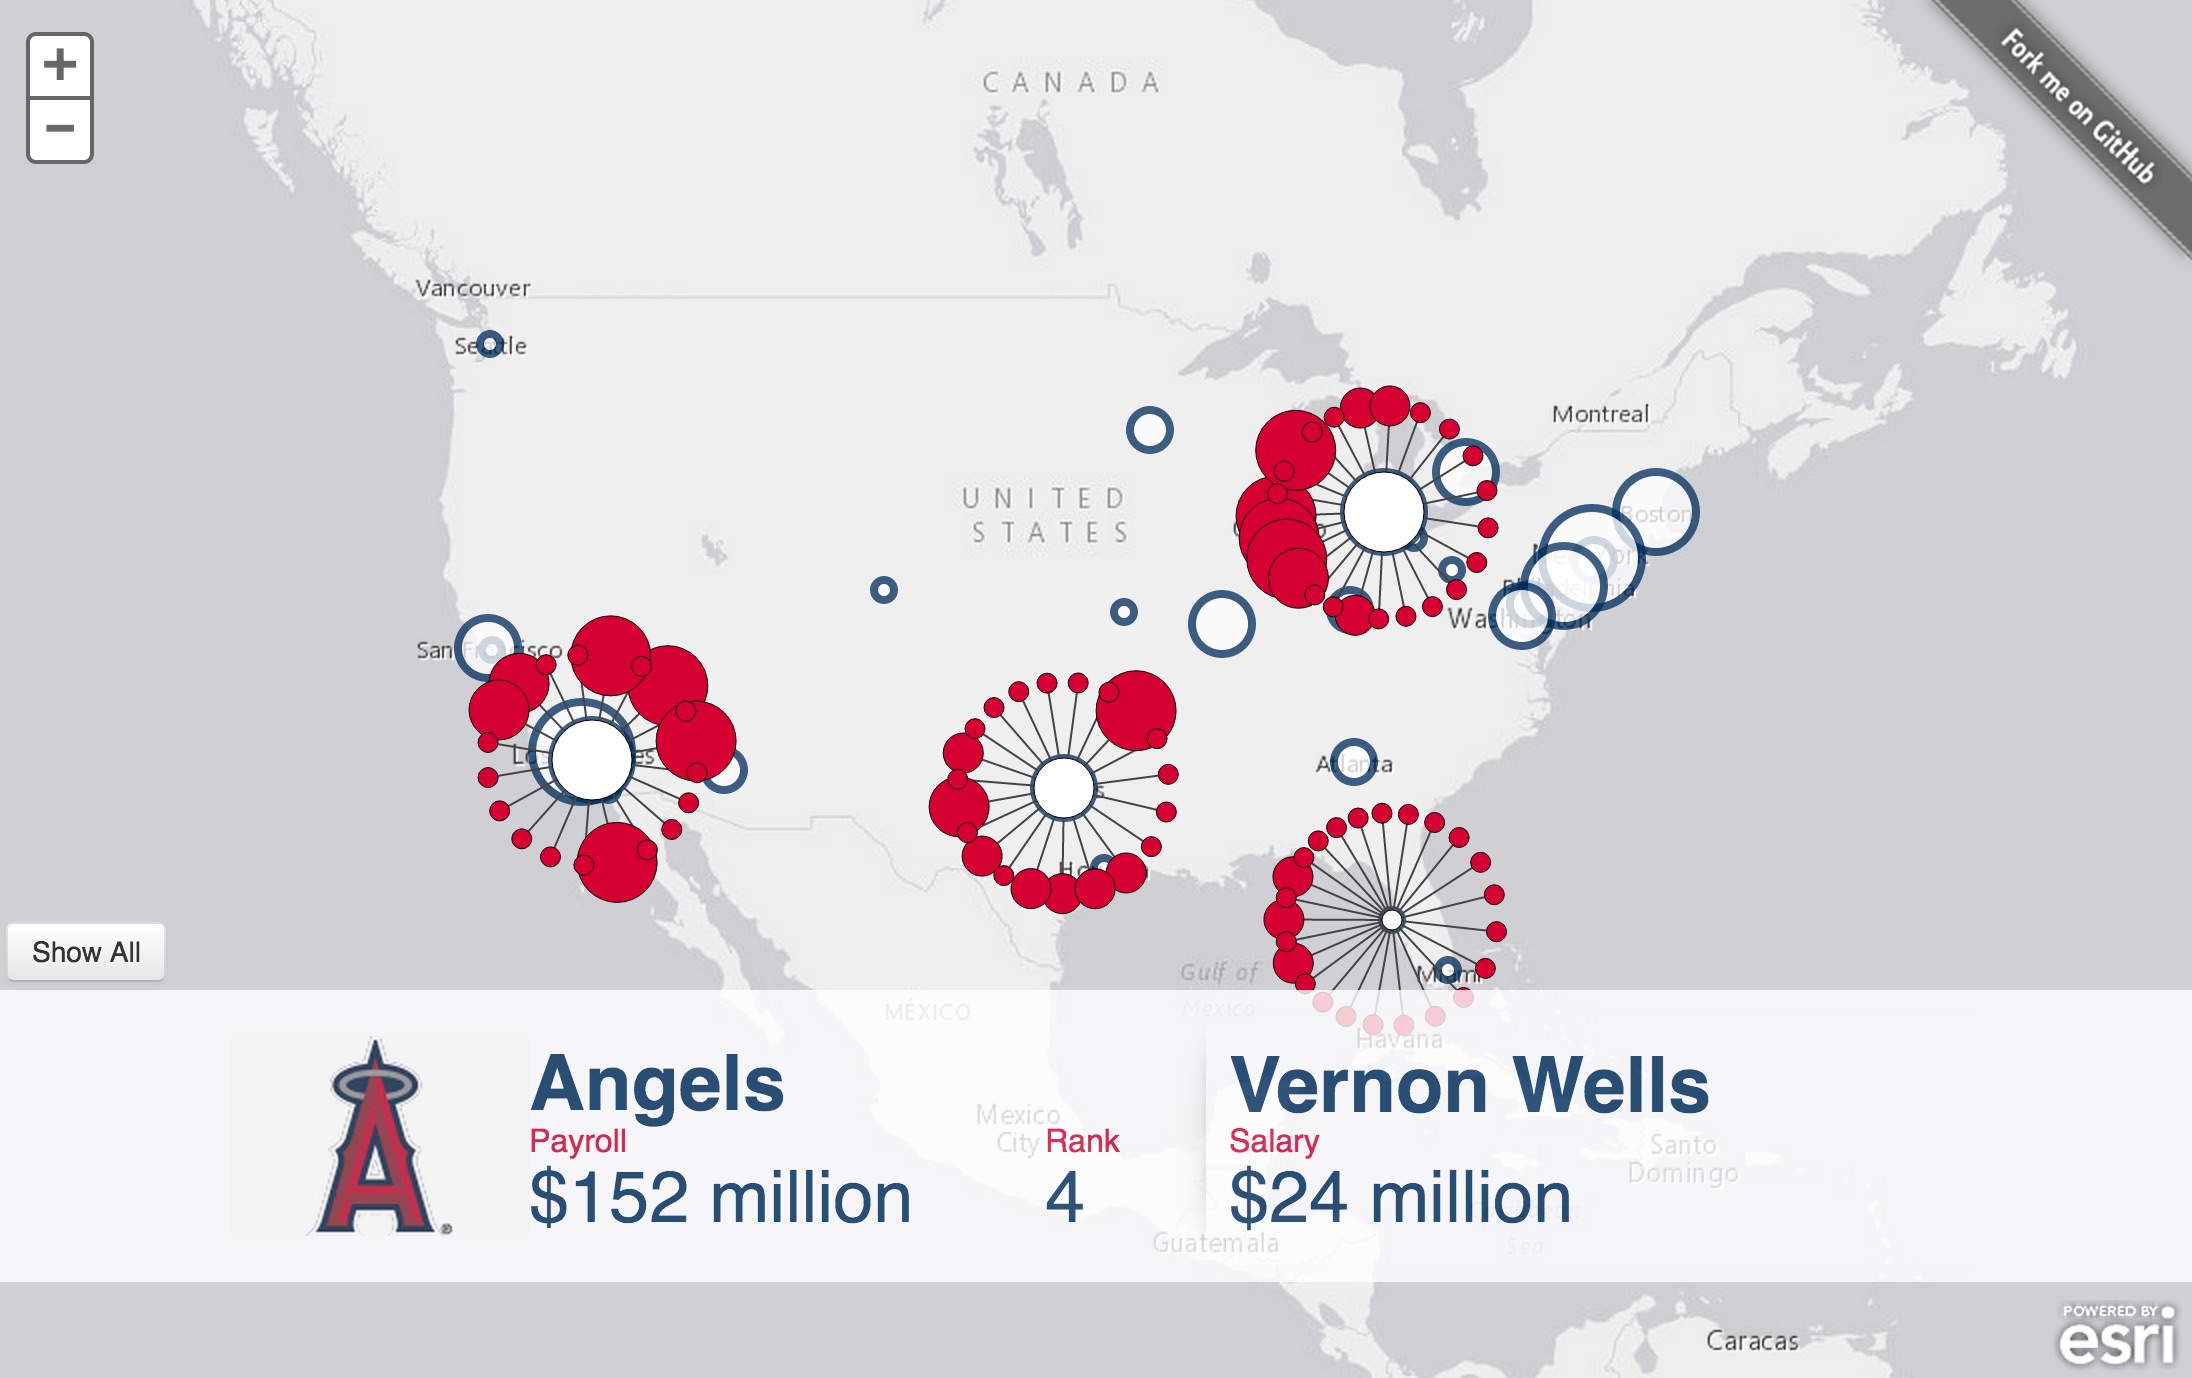 +
−
Fork me on GitHub
CANADA
Vancouver
Seattle
Montreal
UNITED
STATES
Boston
Washington
San Francisco
Atlanta
Miami
Show All
Gulf of
Mexico
MÉXICO
Havana
Angels
Vernon Wells
Mexico
City
Payroll
Rank
Salary
Santo
Domingo
$152 million
4
$24 million
Guatemala
Sea
Caracas
POWERED BY
esri